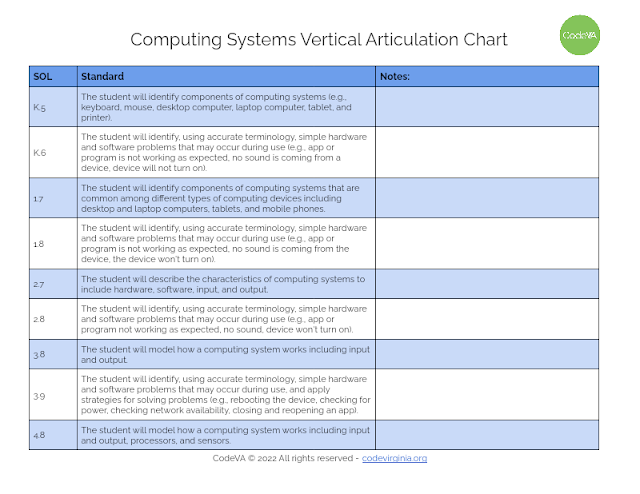 Computing Systems Vertical Articulation Chart
CodeVA
SOL Standard Notes:
K.5
The student will identify components of computing systems (e.g.,
keyboard, mouse, desktop computer, laptop computer, tablet, and
printer).
K.6
The student will identify, using accurate terminology, simple hardware
and software problems that may occur during use (e.g., app or
program is not working as expected, no sound is coming from a
device, device will not turn on).
1.7
The student will identify components of computing systems that are
common among different types of computing devices including
desktop and laptop computers, tablets, and mobile phones.
1.8
The student will identify, using accurate terminology, simple hardware
and software problems that may occur during use (e.g., app or
program is not working as expected, no sound is coming from the
device, the device won't turn on).
2.7
The student will describe the characteristics of computing systems to
include hardware, software, input, and output.
2.8
The student will identify, using accurate terminology, simple hardware
and software problems that may occur during use (e.g., app or
program not working as expected, no sound, device won't turn on).
3.8
The student will model how a computing system works including input
and output.
3.9
The student will identify, using accurate terminology, simple hardware
and software problems that may occur during use, and apply
strategies for solving problems (e.g., rebooting the device, checking for
power, checking network availability, closing and reopening an app).
4.8
The student will model how a computing system works including input
and output, processors, and sensors.
CodeVA © 2022 All rights reserved - codevirginia.org